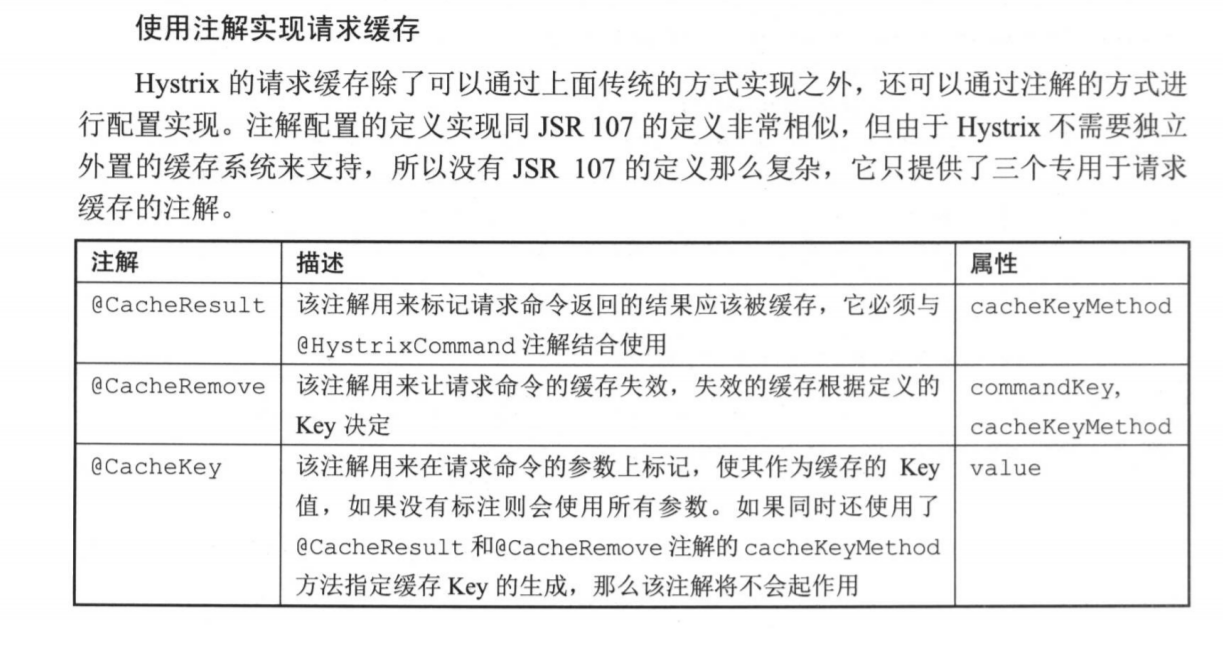 使用注解实现请求缓存
Hystrix 的请求缓存除了可以通过上面传统的方式实现之外，还可以通过注解的方式进
行配置实现。注解配置的定义实现同 JSR 107 的定义非常相似，但由于 Hystrix 不需要独立
外置的缓存系统来支持，所以没有 JSR 107 的定义那么复杂，它只提供了三个专用于请求
缓存的注解。
注解 描述 属性
@CacheResult 该注解用来标记请求命令返回的结果应该被缓存，它必须与 cacheKeyMethod
@HystrixCommand 注解结合使用
@CacheRemove 该注解用来让请求命令的缓存失效，失效的缓存根据定义的 commandKey,
Key 决定 cacheKeyMethod
@CacheKey 该注解用来在请求命令的参数上标记，使其作为缓存的 Key value
值，如果没有标注则会使用所有参数。如果同时还使用了
@CacheResult 和@CacheRemove 注解的 cacheKeyMethod
方法指定缓存 Key 的生成，那么该注解将不会起作用